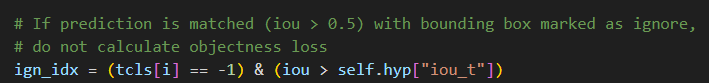 # If prediction is matched (iou > 0.5) with bounding box marked as ignore,
# do not calculate objectness loss
ign_idx = (tcls[i] == -1) & (iou > self.hyp["iou_t"])